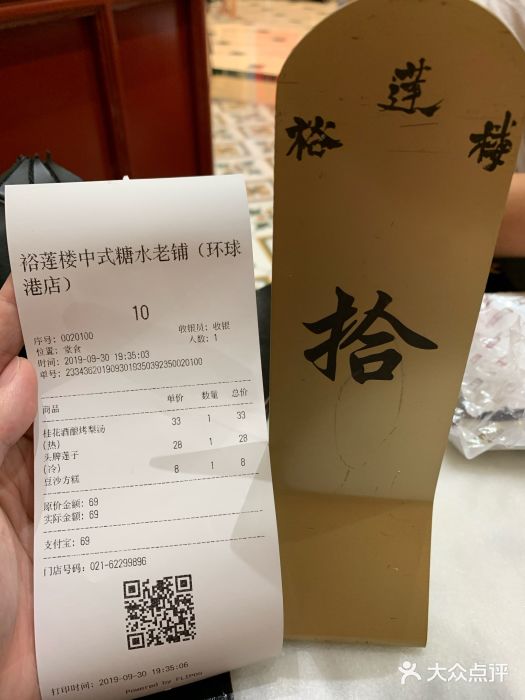 裕莲楼中式糖水老铺（环球
港店）
10
序号：0020100 收银员：收银
位置：堂食 人数：1
时间：2019-09-30 19:35:03
单号：2334362019093019350392350020100
商品 单价 数量 总价
桂花酒酿烤梨汤 33 1 33
(热)
头牌莲子 28 1 28
(冷)
豆沙方糕 8 1 8
原价金额：69
实际金额：69
支付宝：69
门店号码：021-62299896
打印时间：2019-09-30 19:35:06
Powered by FLIPOS
裕 莲 楼
拾
大众点评